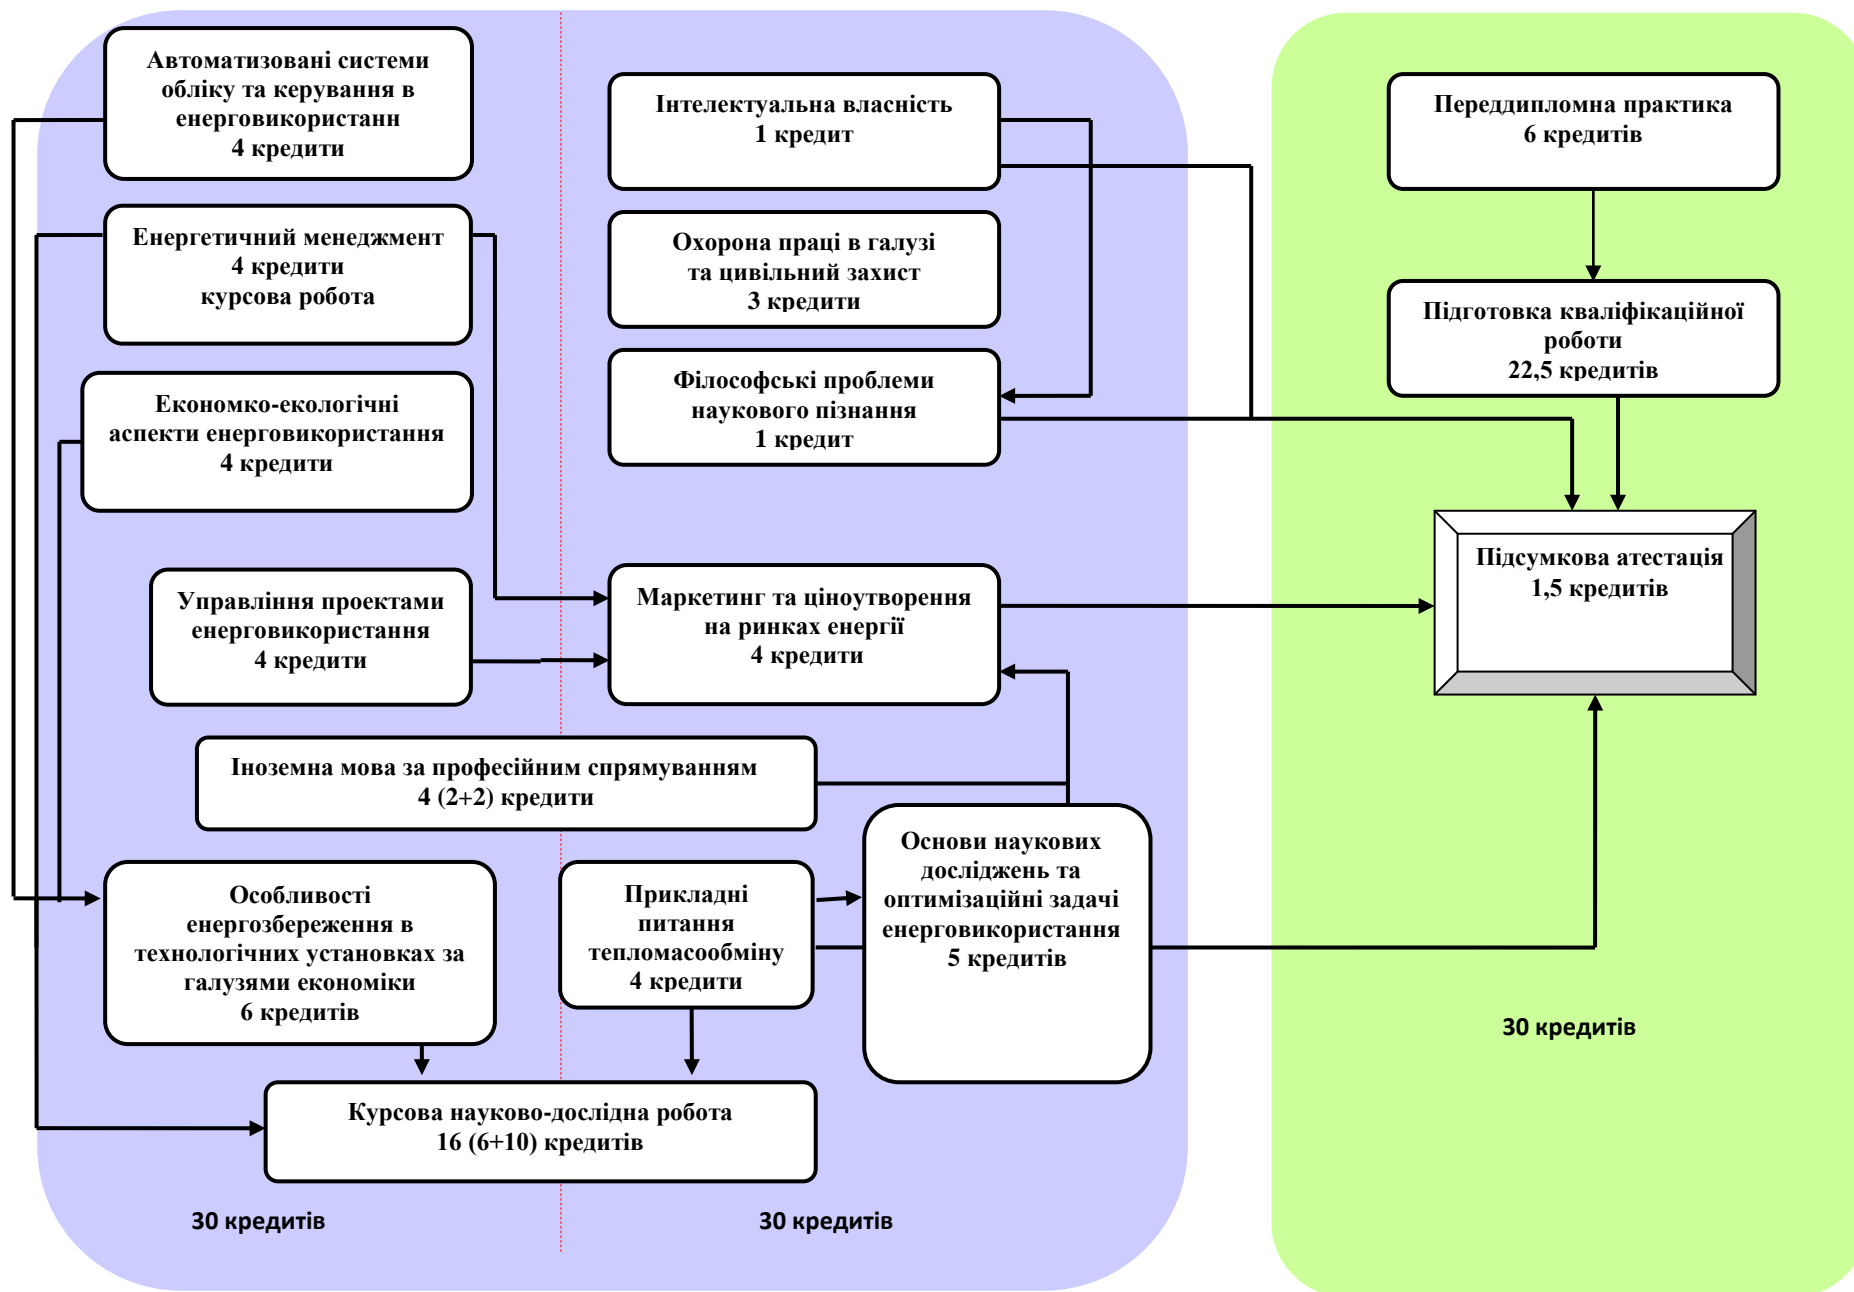 Автоматизовані системи
обліку та керування в
енерговикористанн
4 кредити
Енергетичний менеджмент
4 кредити
курсова робота
Економко-екологічні
аспекти енерговикористання
4 кредити
Управління проектами
енерговикористання
4 кредити
Іноземна мова за професійним спрямуванням
4 (2+2) кредити
Особливості
енергозбереження в
технологічних установках за
галузями економіки
6 кредитів
Курсова науково-дослідна робота
16 (6+10) кредитів
30 кредитів
Інтелектуальна власність
1 кредит
Охорона праці в галузі
та цивільний захист
3 кредити
Філософські проблеми
наукового пізнання
1 кредит
Маркетинг та ціноутворення
на ринках енергії
4 кредити
Прикладні
питання
тепломасообміну
4 кредити
Основи наукових
досліджень та
оптимізаційні задачі
енерговикористання
5 кредитів
30 кредитів
Переддипломна практика
6 кредитів
Підготовка кваліфікаційної
роботи
22,5 кредитів
Підсумкова атестація
1,5 кредитів
30 кредитів